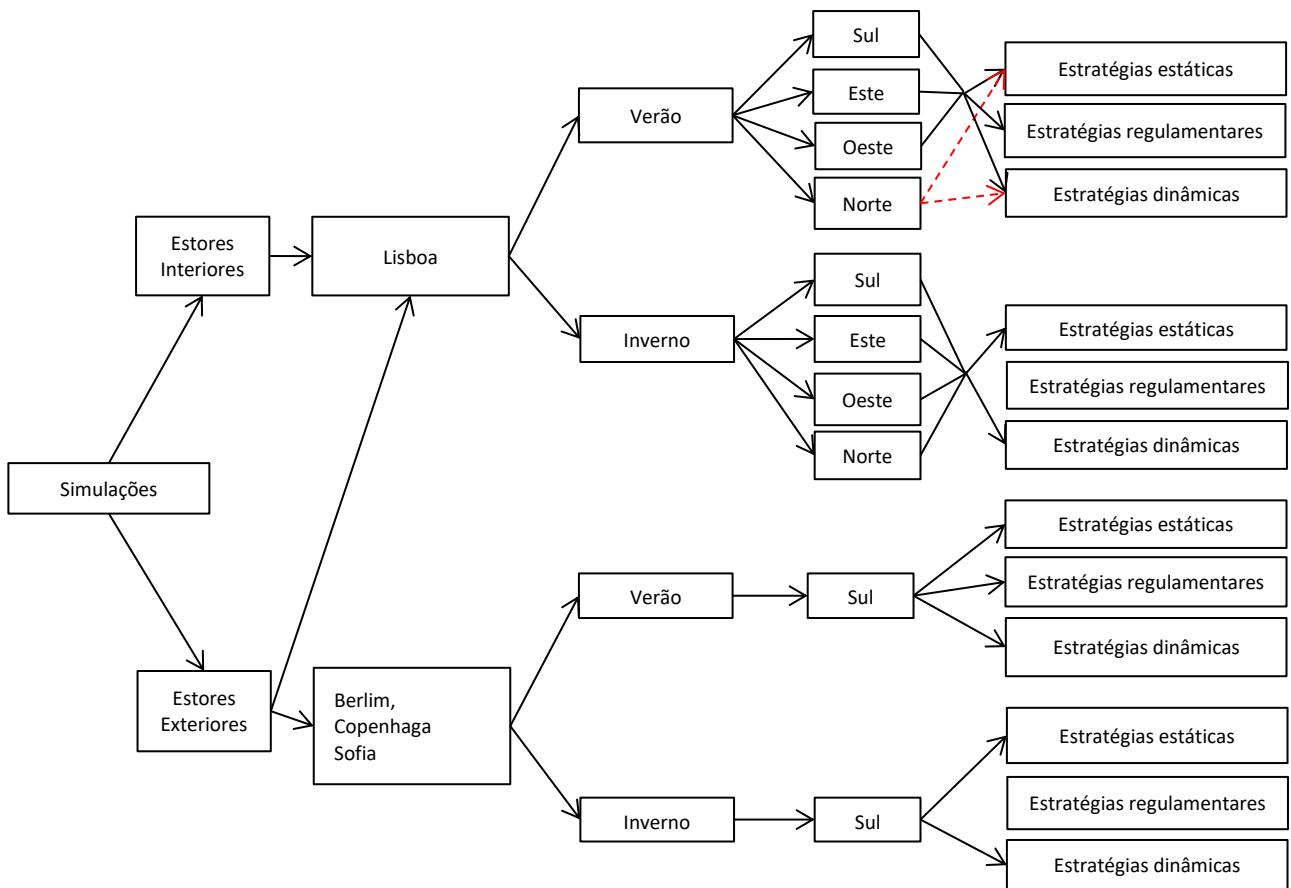 Simulações
Estores
Interiores
Estores
Exteriores
Lisboa
Berlim,
Copenhaga
Sofia
Verão
Inverno
Verão
Inverno
Sul
Este
Oeste
Norte
Sul
Este
Oeste
Norte
Sul
Sul
Estratégias estáticas
Estratégias regulamentares
Estratégias dinâmicas
Estratégias estáticas
Estratégias regulamentares
Estratégias dinâmicas
Estratégias estáticas
Estratégias regulamentares
Estratégias dinâmicas
Estratégias estáticas
Estratégias regulamentares
Estratégias dinâmicas